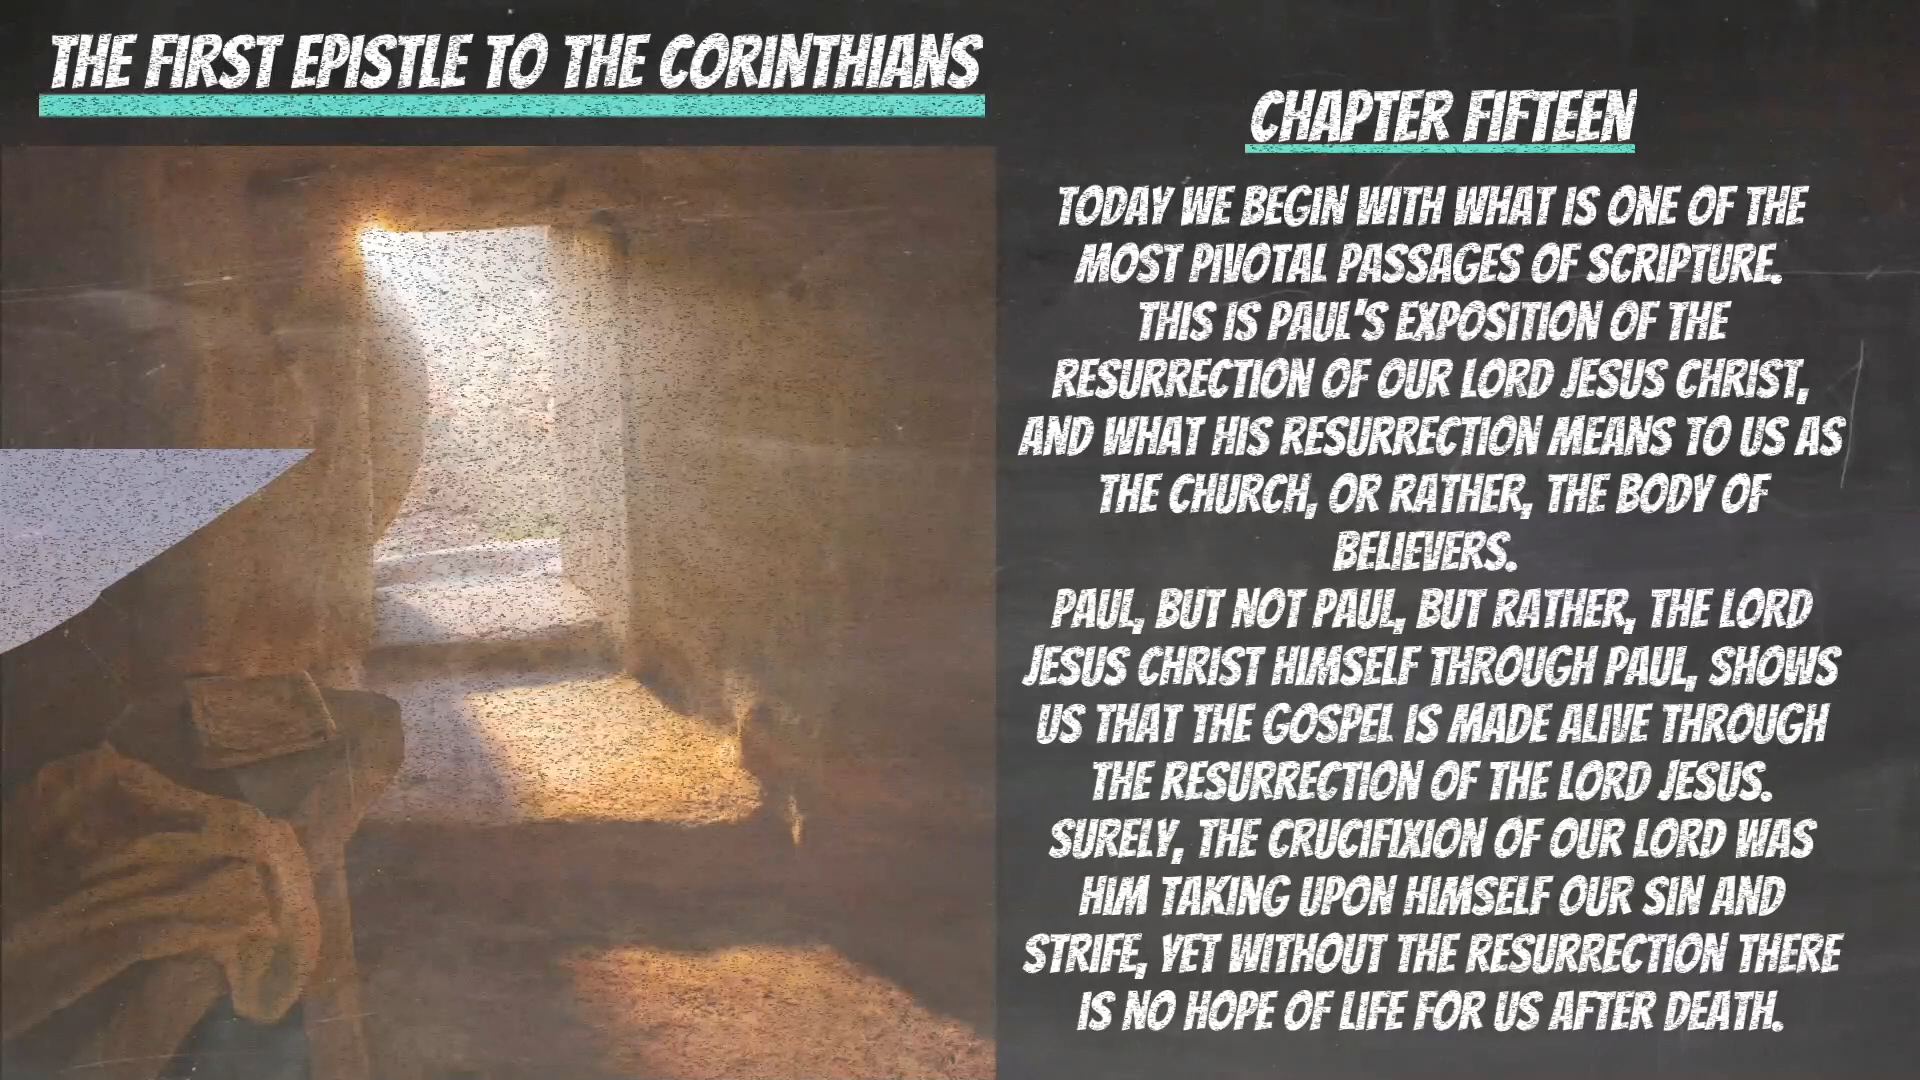 THE FIRST EPISTLE TO THE CORINTHIANS
CHAPTER FIFTEEN
TODAY WE BEGIN WITH WHAT IS ONE OF THE
MOST PIVOTAL PASSAGES OF SCRIPTURE.
THIS IS PAUL'S EXPOSITION OF THE
RESURRECTION OF OUR LORD JESUS CHRIST,
AND WHAT HIS RESURRECTION MEANS TO US AS
THE CHURCH, OR RATHER, THE BODY OF
BELIEVERS.
PAUL, BUT NOT PAUL, BUT RATHER, THE LORD
JESUS CHRIST HIMSELF THROUGH PAUL, SHOWS
US THAT THE GOSPEL IS MADE ALIVE THROUGH
THE RESURRECTION OF THE LORD JESUS.
SURELY, THE CRUCIFIXION OF OUR LORD WAS
HIM TAKING UPON HIMSELF OUR SIN AND
STRIFE, YET WITHOUT THE RESURRECTION THERE
IS NO HOPE OF LIFE FOR US AFTER DEATH.